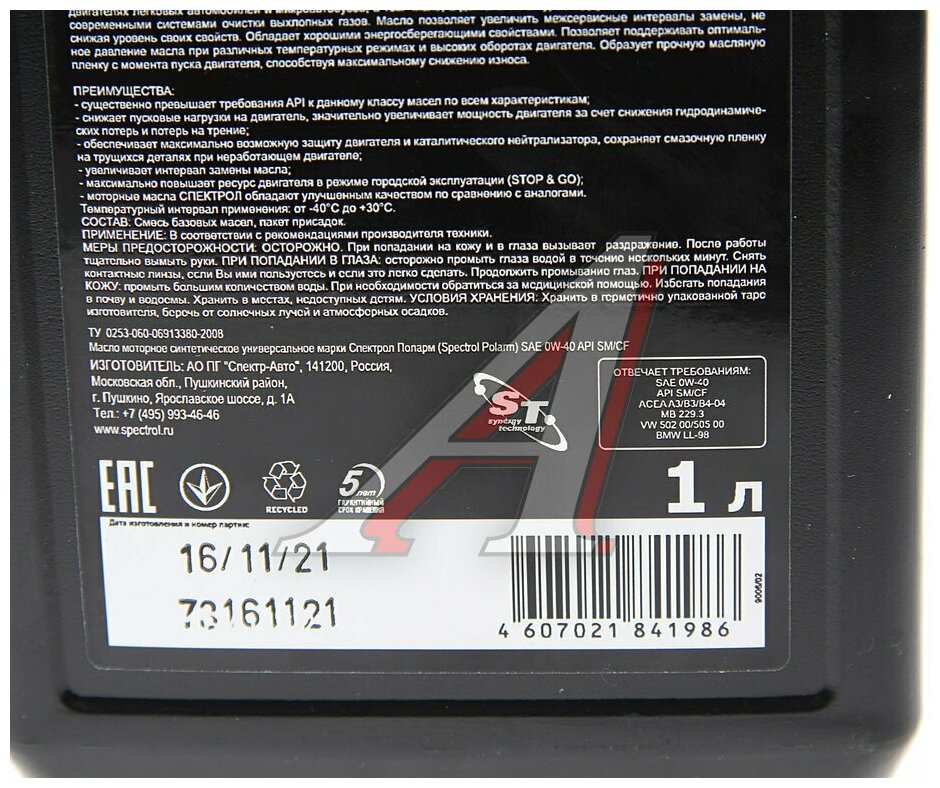 двигателях легковых автомобилей и микроавтобусов, в том числе
современными системами очистки выхлопных газов. Масло позволяет увеличить межсервисные интервалы замены, не
снижая уровень своих свойств. Обладает хорошими энергосберегающими свойствами. Позволяет поддерживать оптималь-
ное давление масла при различных температурных режимах и высоких оборотах двигателя. Образует прочную масляную
пленку с момента пуска двигателя, способствуя максимальному снижению износа.
ПРЕИМУЩЕСТВА:
- существенно превышает требования API к данному классу масел по всем характеристикам;
- снижает пусковые нагрузки на двигатель, значительно увеличивает мощность двигателя за счет снижения гидродинамиче-
ских потерь и потерь на трение;
- обеспечивает максимально возможную защиту двигателя и каталитического нейтрализатора, сохраняет смазочную пленку
на трущихся деталях при неработающем двигателе;
- увеличивает интервал замены масла;
- максимально повышает ресурс двигателя в режиме городской эксплуатации (STOP & GO);
- моторные масла СПЕКТРОЛ обладают улучшенным качеством по сравнению с аналогами.
Температурный интервал применения: от -40°С до +30°С.
СОСТАВ: Смесь базовых масел, пакет присадок.
ПРИМЕНЕНИЕ: В соответствии с рекомендациями производителя техники.
МЕРЫ ПРЕДОСТОРОЖНОСТИ: ОСТОРОЖНО. При попадании на кожу и в глаза вызывает раздражение. После работы
тщательно вымыть руки. ПРИ ПОПАДАНИИ В ГЛАЗА: осторожно промыть глаза водой в течение нескольких минут. Снять
контактные линзы, если Вы ими пользуетесь и если это легко сделать. Продолжить промывание глаз. ПРИ ПОПАДАНИИ НА
КОЖУ: промыть большим количеством воды. При необходимости обратиться за медицинской помощью. Избегать попадания
в почву и водоемы. Хранить в местах, недоступных детям. УСЛОВИЯ ХРАНЕНИЯ: Хранить в герметично упакованной таре
изготовителя, беречь от солнечных лучей и атмосферных осадков.
ТУ 0253-060-06913380-2008
Масло моторное синтетическое универсальное марки Спектрол Поларм (Spectrol Polarm) SAE 0W-40 API SM/CF
ИЗГОТОВИТЕЛЬ: АО ПГ "Спектр-Авто", 141200, Россия,
Московская обл., Пушкинский район,
г. Пушкино, Ярославское шоссе, д. 1А
Тел.: +7 (495) 993-46-46
www.spectrol.ru
ST
synergy
technology
ОТВЕЧАЕТ ТРЕБОВАНИЯМ:
SAE 0W-40
API SM/CF
ACEA A3/B3/B4-04
MB 229.3
VW 502 00/505 00
BMW LL-98
EAC
RECYCLED
5 лет
ГАРАНТИЙНЫЙ
СРОК ХРАНЕНИЯ
1 л
Дата изготовления и номер партии:
16/11/21
73161121
4 607021 841986
9006/02